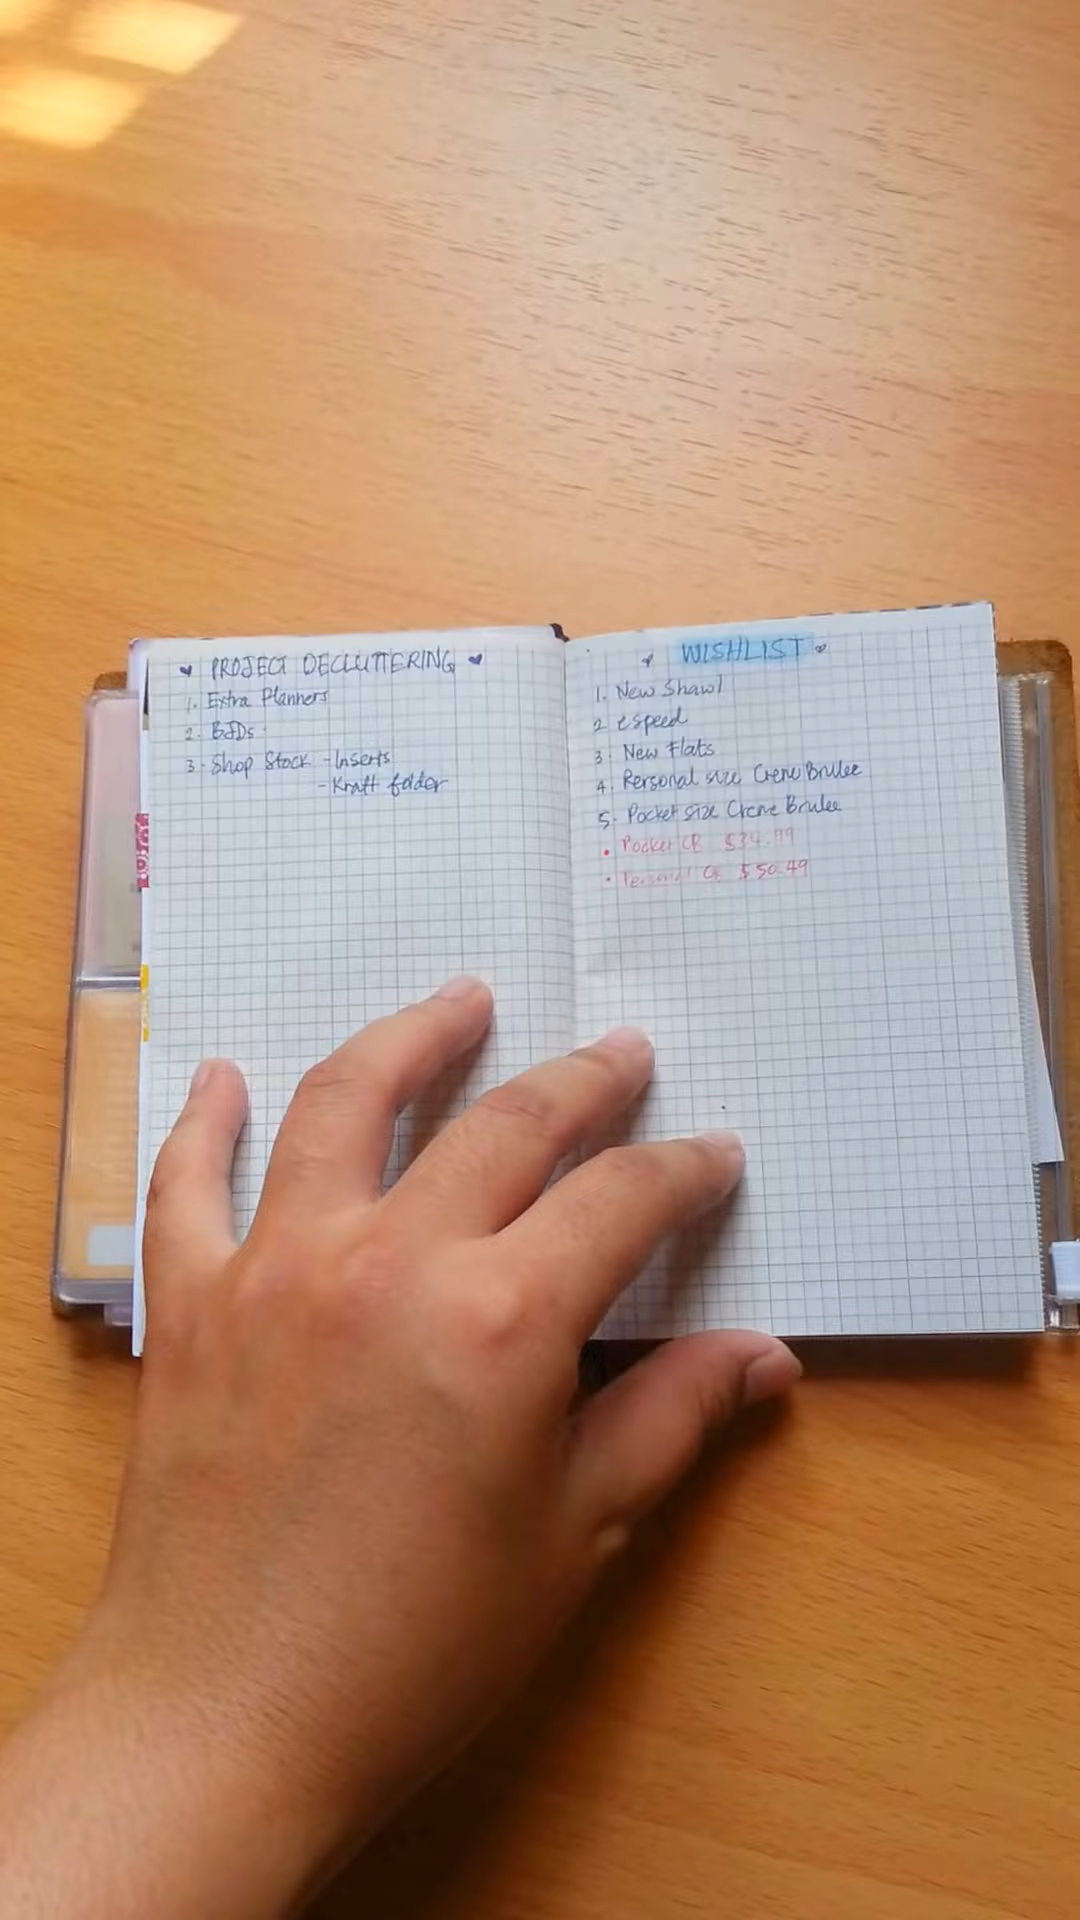 PROJECT DECLUTTERING
1. Extra Planners
2. BJDs
3. Shop Stock - Inserts
- Kraft folder
WISHLIST
1. New Shawl
2 espeed
3. New Flats
4. Personal size Creme Brulee
5. Pocket size Creme Brulee
• Pocket CB $34.99
• Personal CB $50.49